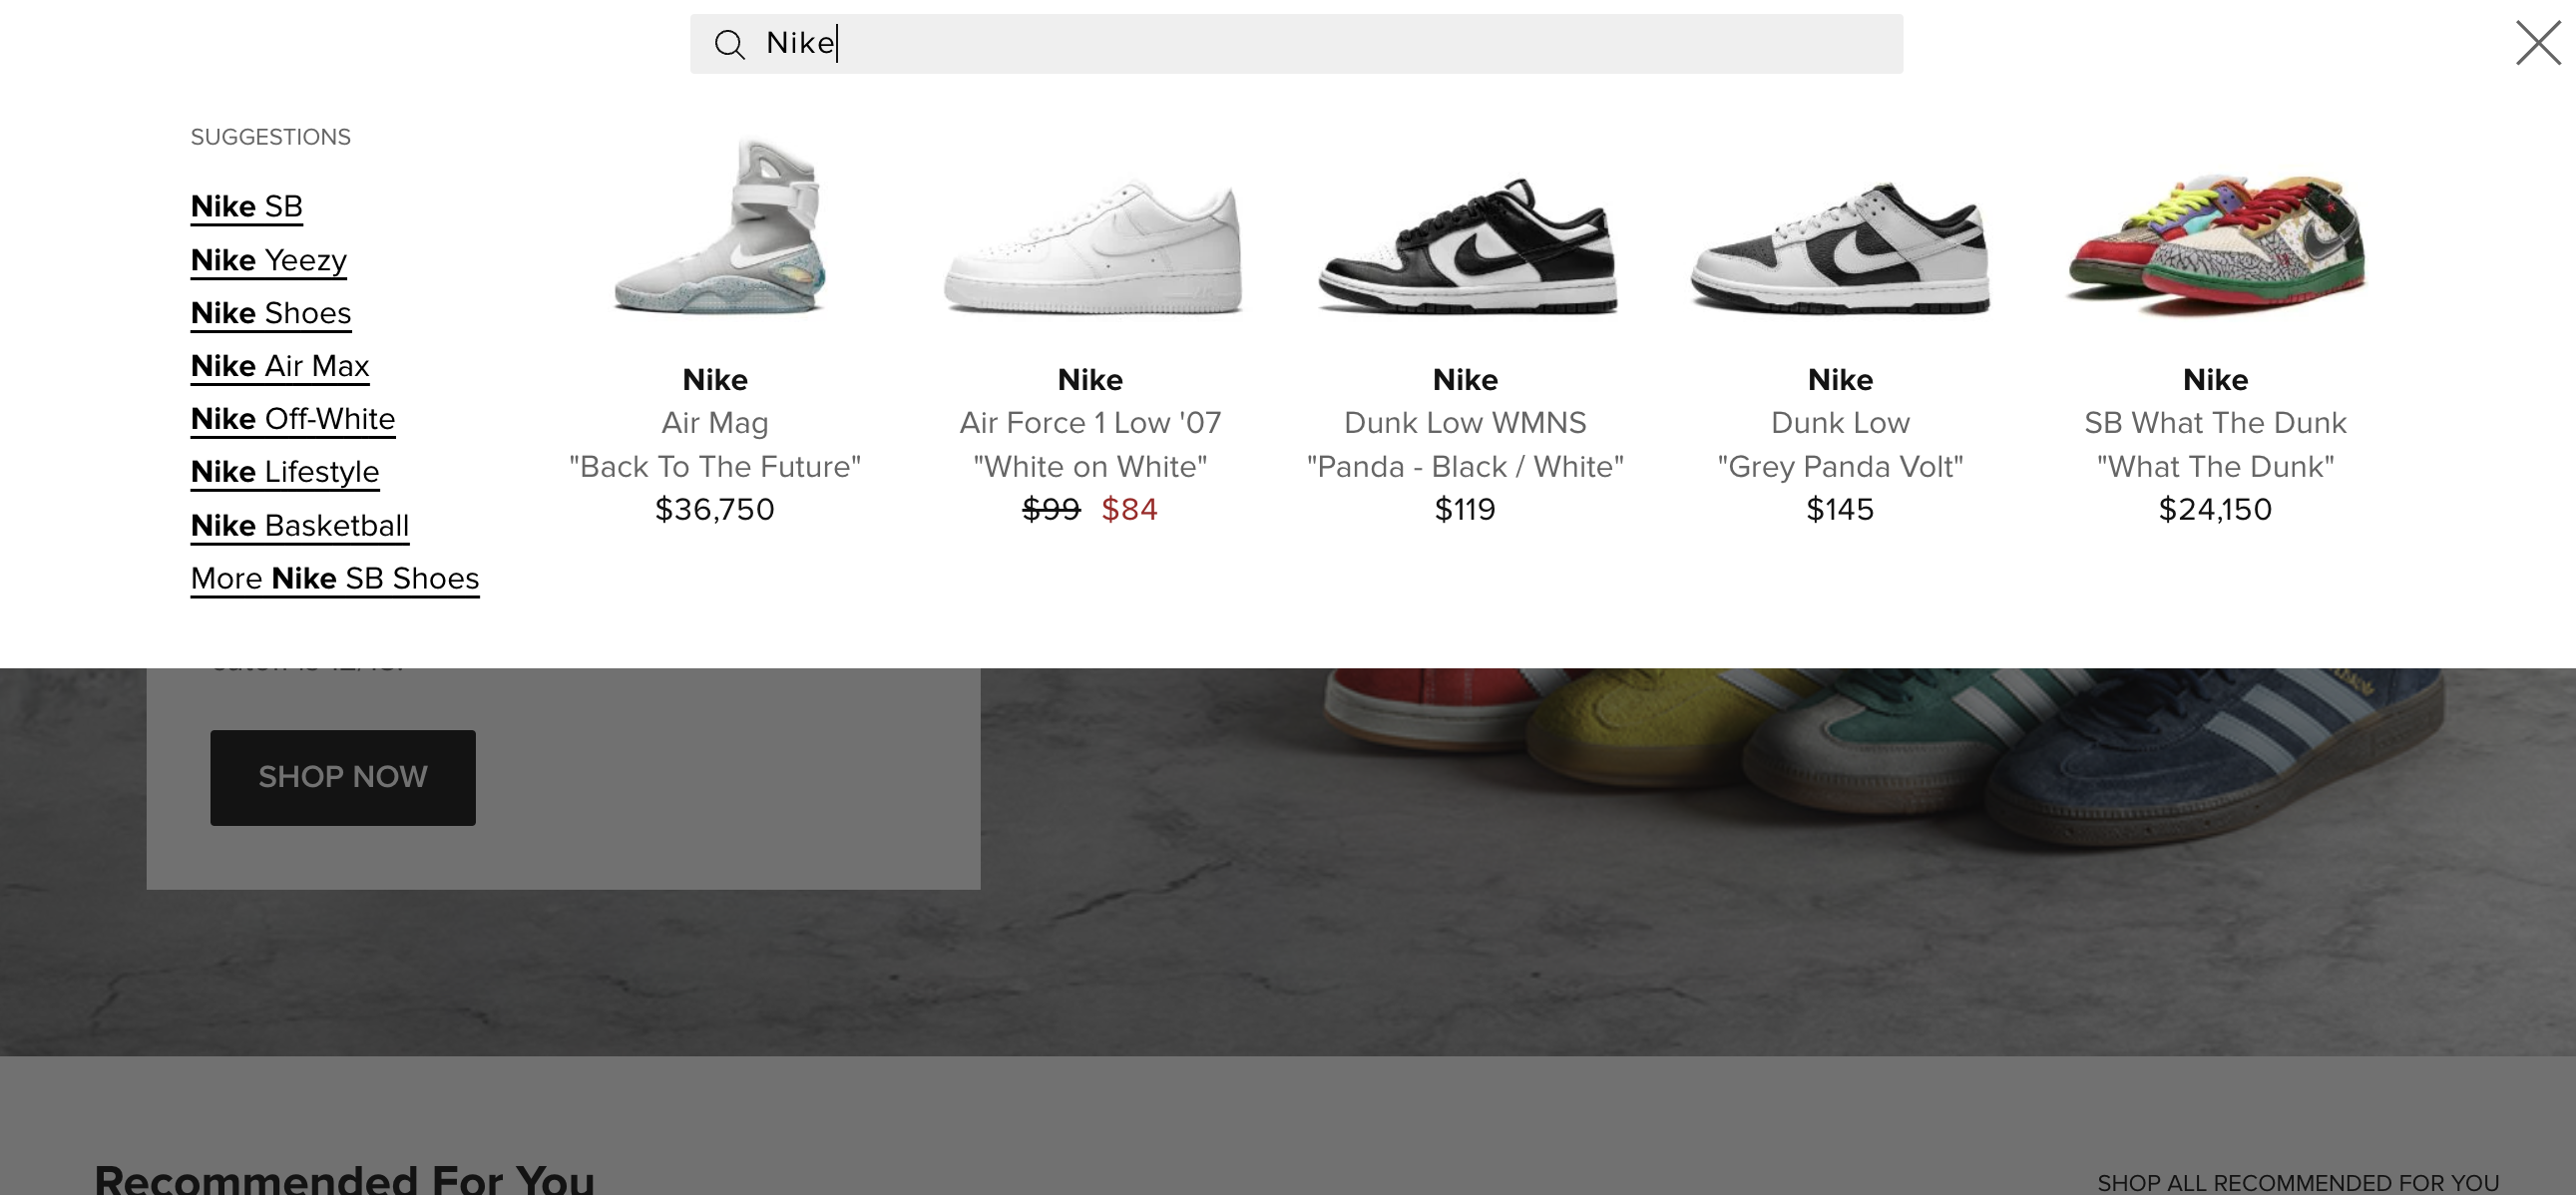 Nike
SUGGESTIONS
Nike SB
Nike Yeezy
Nike Shoes
Nike Air Max
Nike Off-White
Nike Lifestyle
Nike Basketball
More Nike SB Shoes
Nike
Air Mag
"Back To The Future"
$36,750
Nike
Air Force 1 Low '07
"White on White"
$99 $84
Nike
Dunk Low WMNS
"Panda - Black / White"
$119
Nike
Dunk Low
"Grey Panda Volt"
$145
Nike
SB What The Dunk
"What The Dunk"
$24,150
SHOP NOW
Recommended For You
SHOP ALL RECOMMENDED FOR YOU